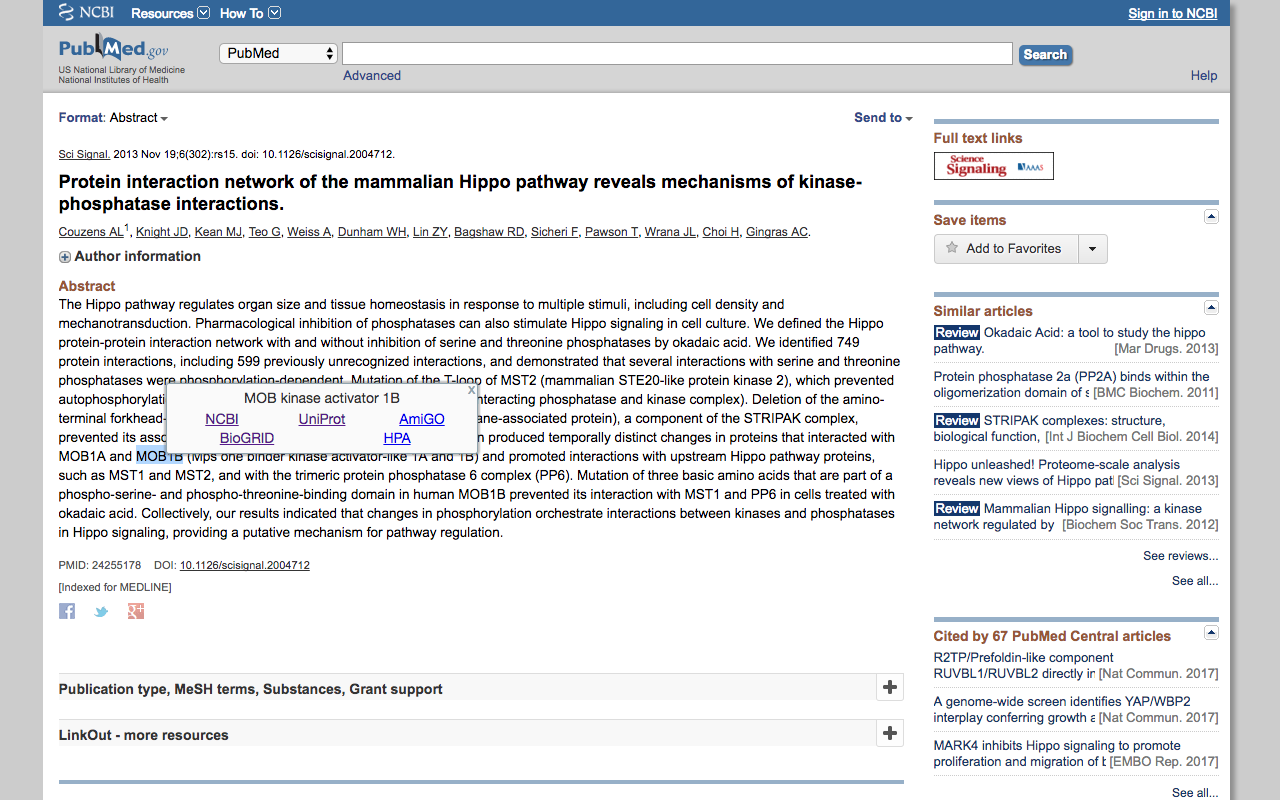 NCBI Resources How To Sign in to NCBI
PubMed.gov
US National Library of Medicine
National Institutes of Health
PubMed
Search
Advanced
Help
Format: Abstract
Send to
Sci Signal. 2013 Nov 19;6(302):rs15. doi: 10.1126/scisignal.2004712.
Protein interaction network of the mammalian Hippo pathway reveals mechanisms of kinase-
phosphatase interactions.
Couzens AL1, Knight JD, Kean MJ, Teo G, Weiss A, Dunham WH, Lin ZY, Bagshaw RD, Sicheri F, Pawson T, Wrana JL, Choi H, Gingras AC.
Author information
Abstract
The Hippo pathway regulates organ size and tissue homeostasis in response to multiple stimuli, including cell density and
mechanotransduction. Pharmacological inhibition of phosphatases can also stimulate Hippo signaling in cell culture. We defined the Hippo
protein-protein interaction network with and without inhibition of serine and threonine phosphatases by okadaic acid. We identified 749
protein interactions, including 599 previously unrecognized interactions, and demonstrated that several interactions with serine and threonine
phosphatases were phosphorylation-dependent. Mutation of the T-loop of MST2 (mammalian STE20-like protein kinase 2), which prevented
autophosphorylati nteracting phosphatase and kinase complex). Deletion of the amino-
terminal forkhead- ane-associated protein), a component of the STRIPAK complex,
prevented its asso n produced temporally distinct changes in proteins that interacted with
MOB1A and MOB1B (Mps one binder kinase activator-like 1A and 1B) and promoted interactions with upstream Hippo pathway proteins,
such as MST1 and MST2, and with the trimeric protein phosphatase 6 complex (PP6). Mutation of three basic amino acids that are part of a
phospho-serine- and phospho-threonine-binding domain in human MOB1B prevented its interaction with MST1 and PP6 in cells treated with
okadaic acid. Collectively, our results indicated that changes in phosphorylation orchestrate interactions between kinases and phosphatases
in Hippo signaling, providing a putative mechanism for pathway regulation.
x
MOB kinase activator 1B
NCBI UniProt AmiGO
BioGRID HPA
PMID: 24255178 DOI: 10.1126/scisignal.2004712
[Indexed for MEDLINE]
Publication type, MeSH terms, Substances, Grant support
LinkOut - more resources
Full text links
Science
Signaling AAAS
Save items
Add to Favorites
Similar articles
Review Okadaic Acid: a tool to study the hippo
pathway. [Mar Drugs. 2013]
Protein phosphatase 2a (PP2A) binds within the
oligomerization domain of s [BMC Biochem. 2011]
Review STRIPAK complexes: structure,
biological function, [Int J Biochem Cell Biol. 2014]
Hippo unleashed! Proteome-scale analysis
reveals new views of Hippo pat [Sci Signal. 2013]
Review Mammalian Hippo signalling: a kinase
network regulated by [Biochem Soc Trans. 2012]
See reviews...
See all...
Cited by 67 PubMed Central articles
R2TP/Prefoldin-like component
RUVBL1/RUVBL2 directly in [Nat Commun. 2017]
A genome-wide screen identifies YAP/WBP2
interplay conferring growth a [Nat Commun. 2017]
MARK4 inhibits Hippo signaling to promote
proliferation and migration of b [EMBO Rep. 2017]
See all...